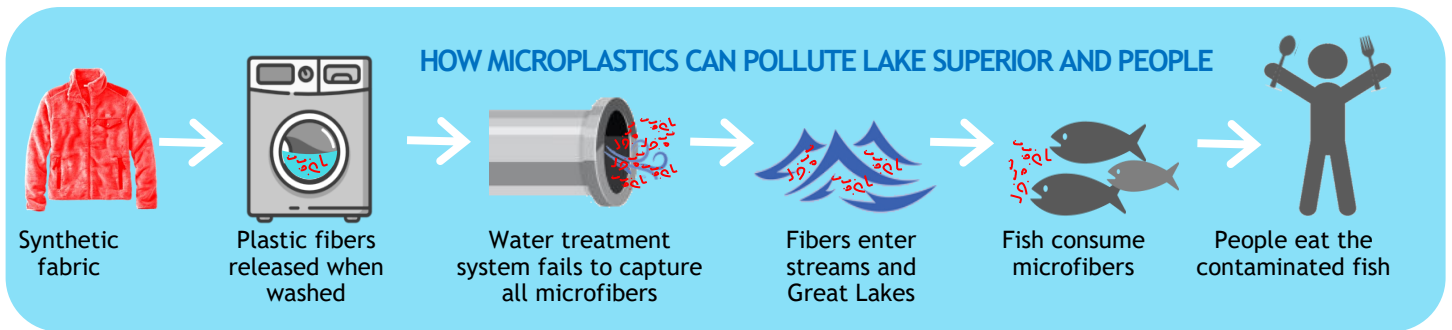 HOW MICROPLASTICS CAN POLLUTE LAKE SUPERIOR AND PEOPLE
Synthetic
fabric
Plastic fibers
released when
washed
Water treatment
system fails to capture
all microfibers
Fibers enter
streams and
Great Lakes
Fish consume
microfibers
People eat the
contaminated fish